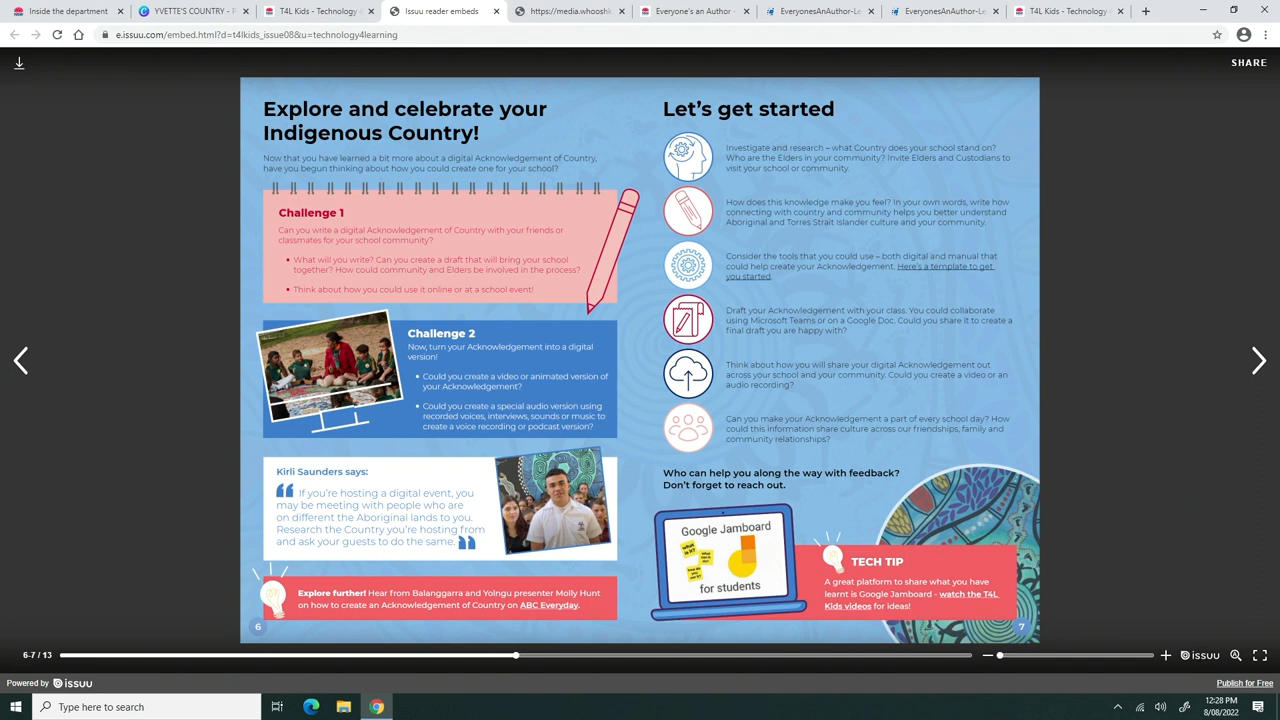 Inside the departmen
YVETTE'S COUNTRY - P
T4L Kids - Technology 4
Issuu reader embeds
https://media.whooshk
Everyone's an Author -
EveryonesAnAuthor-Le
EveryonesAnAuthor-Le
T4L Kids - Technology 4
e.issuu.com/embed.html?d=t4lkids_issue08&u=technology4learning
SHARE
Explore and celebrate your
Indigenous Country!
Now that you have learned a bit more about a digital Acknowledgement of Country,
have you begun thinking about how you could create one for your school?
Challenge 1
Can you write a digital Acknowledgement of Country with your friends or
classmates for your school community?
• What will you write? Can you create a draft that will bring your school
together? How could community and Elders be involved in the process?
• Think about how you could use it online or at a school event!
Challenge 2
Now, turn your Acknowledgement into a digital
version!
• Could you create a video or animated version of
your Acknowledgement?
• Could you create a special audio version using
recorded voices, interviews, sounds or music to
create a voice recording or podcast version?
Kirli Saunders says:
If you're hosting a digital event, you
may be meeting with people who are
on different the Aboriginal lands to you.
Research the Country you're hosting from
and ask your guests to do the same.
Explore further! Hear from Balanggarra and Yolngu presenter Molly Hunt
on how to create an Acknowledgement of Country on ABC Everyday.
6
Let's get started
Investigate and research – what Country does your school stand on?
Who are the Elders in your community? Invite Elders and Custodians to
visit your school or community.
How does this knowledge make you feel? In your own words, write how
connecting with country and community helps you better understand
Aboriginal and Torres Strait Islander culture and your community.
Consider the tools that you could use – both digital and manual that
could help create your Acknowledgement. Here's a template to get
you started.
Draft your Acknowledgement with your class. You could collaborate
using Microsoft Teams or on a Google Doc. Could you share it to create a
final draft you are happy with?
Think about how you will share your digital Acknowledgement out
across your school and your community. Could you create a video or an
audio recording?
Can you make your Acknowledgement a part of every school day? How
could this information share culture across our friendships, family and
community relationships?
Who can help you along the way with feedback?
Don't forget to reach out.
Google Jamboard
for students
TECH TIP
A great platform to share what you have
learnt is Google Jamboard - watch the T4L
Kids videos for ideas!
7
6-7 / 13
issuu
Powered by issuu
Publish for Free
Type here to search
12:28 PM
8/08/2022